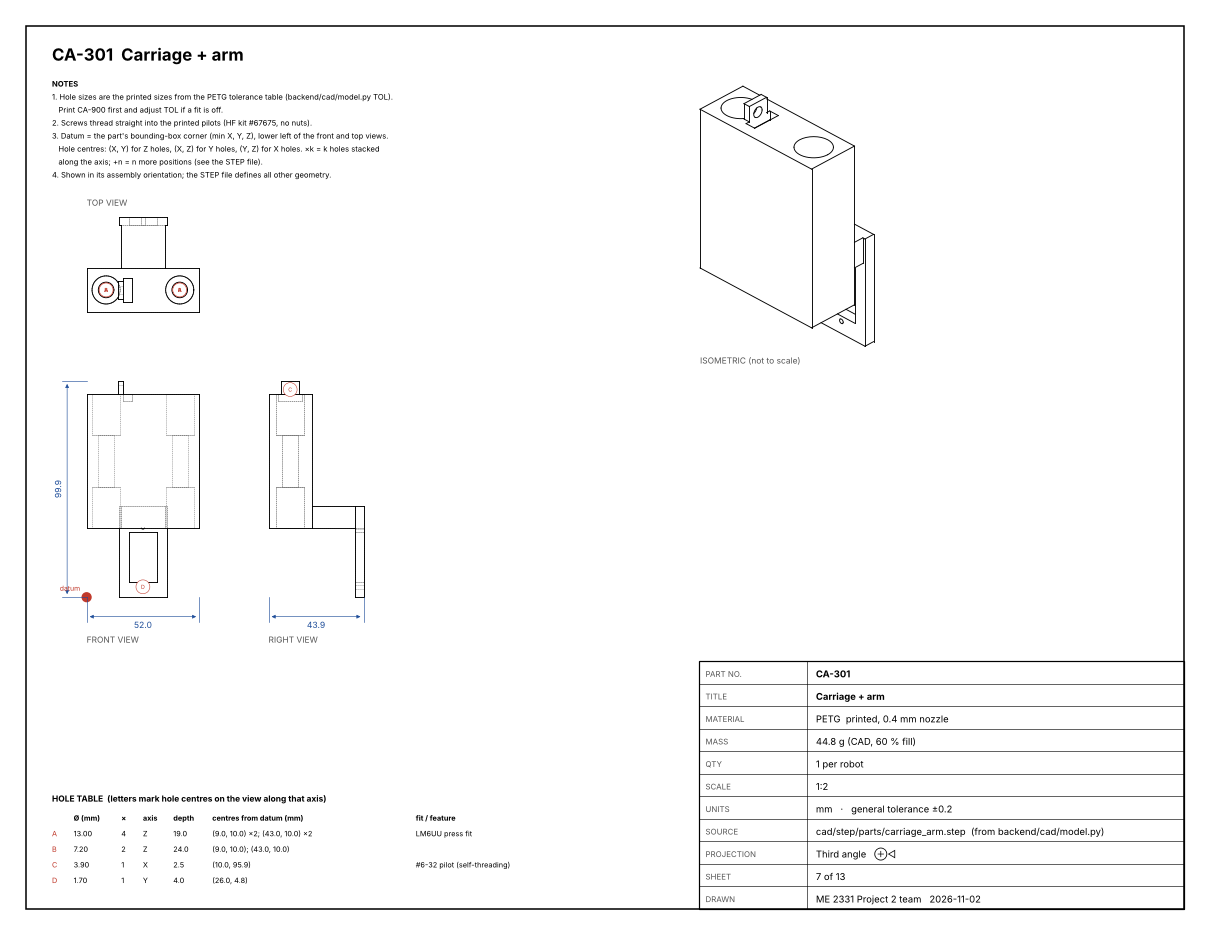 CA-301 Carriage + arm
NOTES
1. Hole sizes are the printed sizes from the PETG tolerance table (backend/cad/model.py TOL).
Print CA-900 first and adjust TOL if a fit is off.
2. Screws thread straight into the printed pilots (HF kit #67675, no nuts).
3. Datum = the part's bounding-box corner (min X, Y, Z), lower left of the front and top views.
Hole centres: (X, Y) for Z holes, (X, Z) for Y holes, (Y, Z) for X holes. ×k = k holes stacked
along the axis; +n = n more positions (see the STEP file).
4. Shown in its assembly orientation; the STEP file defines all other geometry.
TOP VIEW
A A
ISOMETRIC (not to scale)
C
99.9
D
datum
52.0
43.9
FRONT VIEW
RIGHT VIEW
PART NO. CA-301
TITLE Carriage + arm
MATERIAL PETG printed, 0.4 mm nozzle
MASS 44.8 g (CAD, 60 % fill)
QTY 1 per robot
SCALE 1:2
UNITS mm · general tolerance ±0.2
SOURCE cad/step/parts/carriage_arm.step (from backend/cad/model.py)
PROJECTION Third angle
SHEET 7 of 13
DRAWN ME 2331 Project 2 team 2026-11-02
HOLE TABLE (letters mark hole centres on the view along that axis)
Ø (mm) × axis depth centres from datum (mm) fit / feature
A 13.00 4 Z 19.0 (9.0, 10.0) ×2; (43.0, 10.0) ×2 LM6UU press fit
B 7.20 2 Z 24.0 (9.0, 10.0); (43.0, 10.0)
C 3.90 1 X 2.5 (10.0, 95.9) #6-32 pilot (self-threading)
D 1.70 1 Y 4.0 (26.0, 4.8)